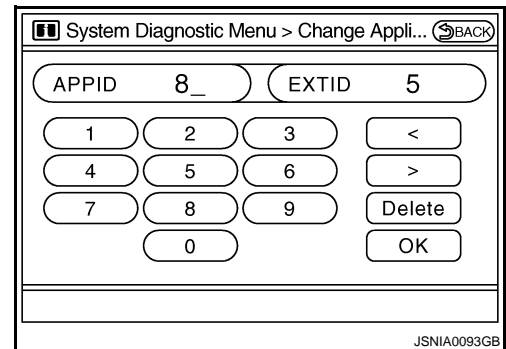 System Diagnostic Menu > Change Appli... BACK
APPID 8_ EXTID 5
1 2 3 <
4 5 6 >
7 8 9 Delete
0 OK
JSNIA0093GB